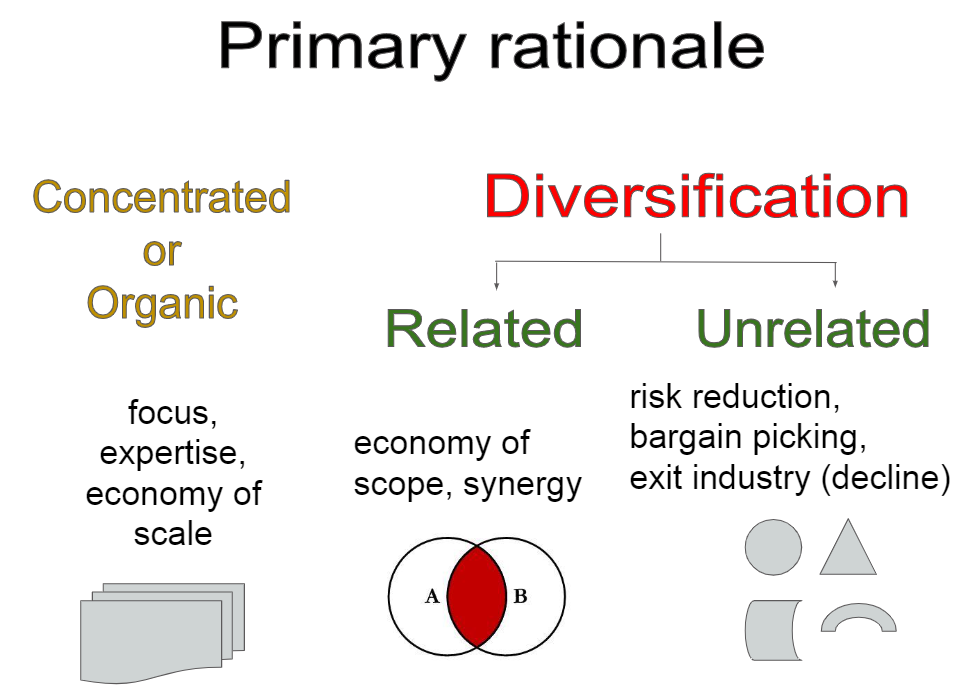 Primary rationale
Concentrated
or
Organic
Diversification
Related
Unrelated
focus,
expertise,
economy of
scale
economy of
scope, synergy
risk reduction,
bargain picking,
exit industry (decline)
A
B